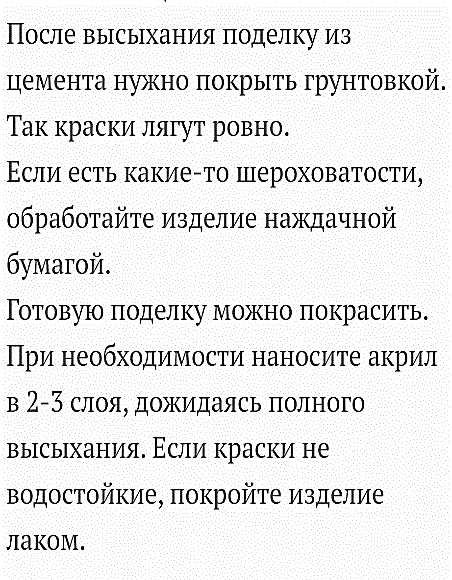 После высыхания поделку из
цемента нужно покрыть грунтовкой.
Так краски лягут ровно.
Если есть какие-то шероховатости,
обработайте изделие наждачной
бумагой.
Готовую поделку можно покрасить.
При необходимости наносите акрил
в 2-3 слоя, дожидаясь полного
высыхания. Если краски не
водостойкие, покройте изделие
лаком.